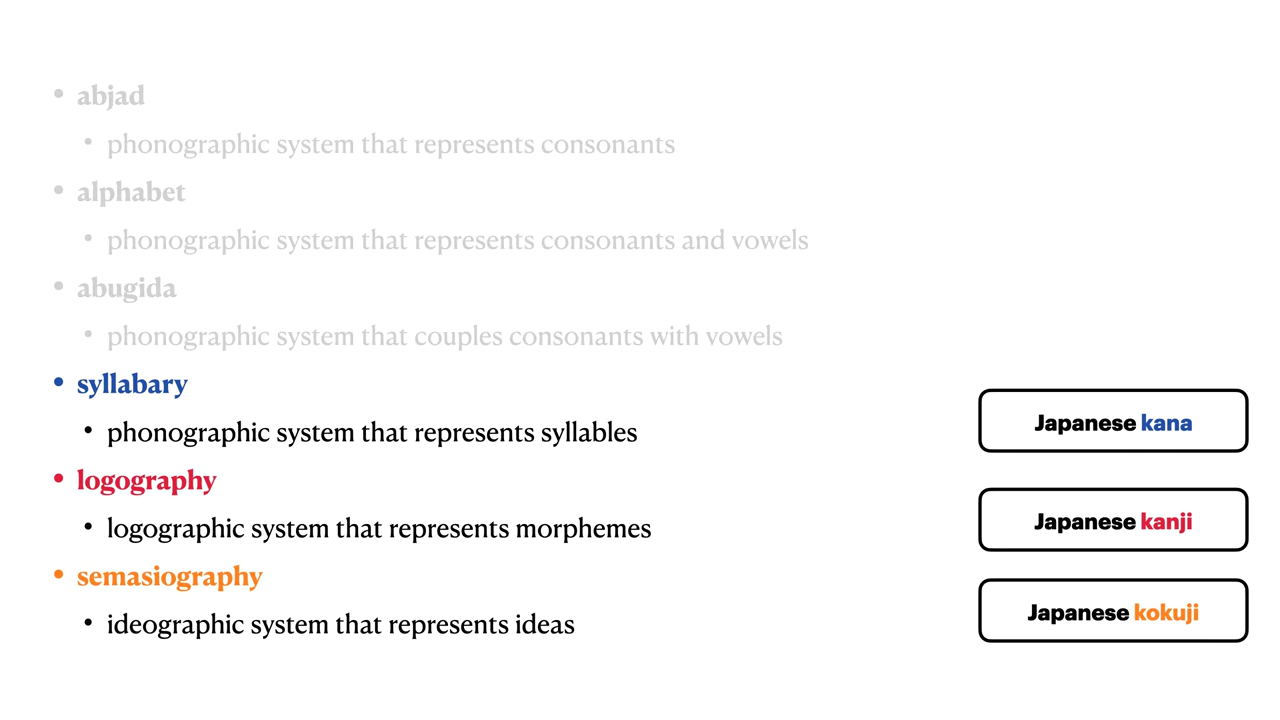 • abjad
• phonographic system that represents consonants
• alphabet
• phonographic system that represents consonants and vowels
• abugida
• phonographic system that couples consonants with vowels
• syllabary
• phonographic system that represents syllables
Japanese kana
• logography
• logographic system that represents morphemes
Japanese kanji
• semasiography
• ideographic system that represents ideas
Japanese kokuji